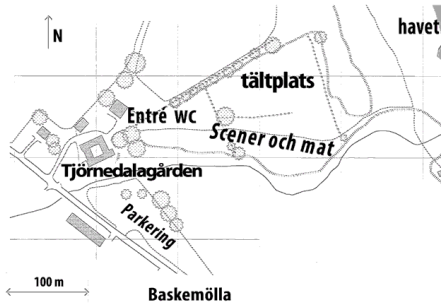 N
havet
tältplats
Entré WC
Scener och mat
Tjörnedalagården
Parkering
100 m
Baskemölla